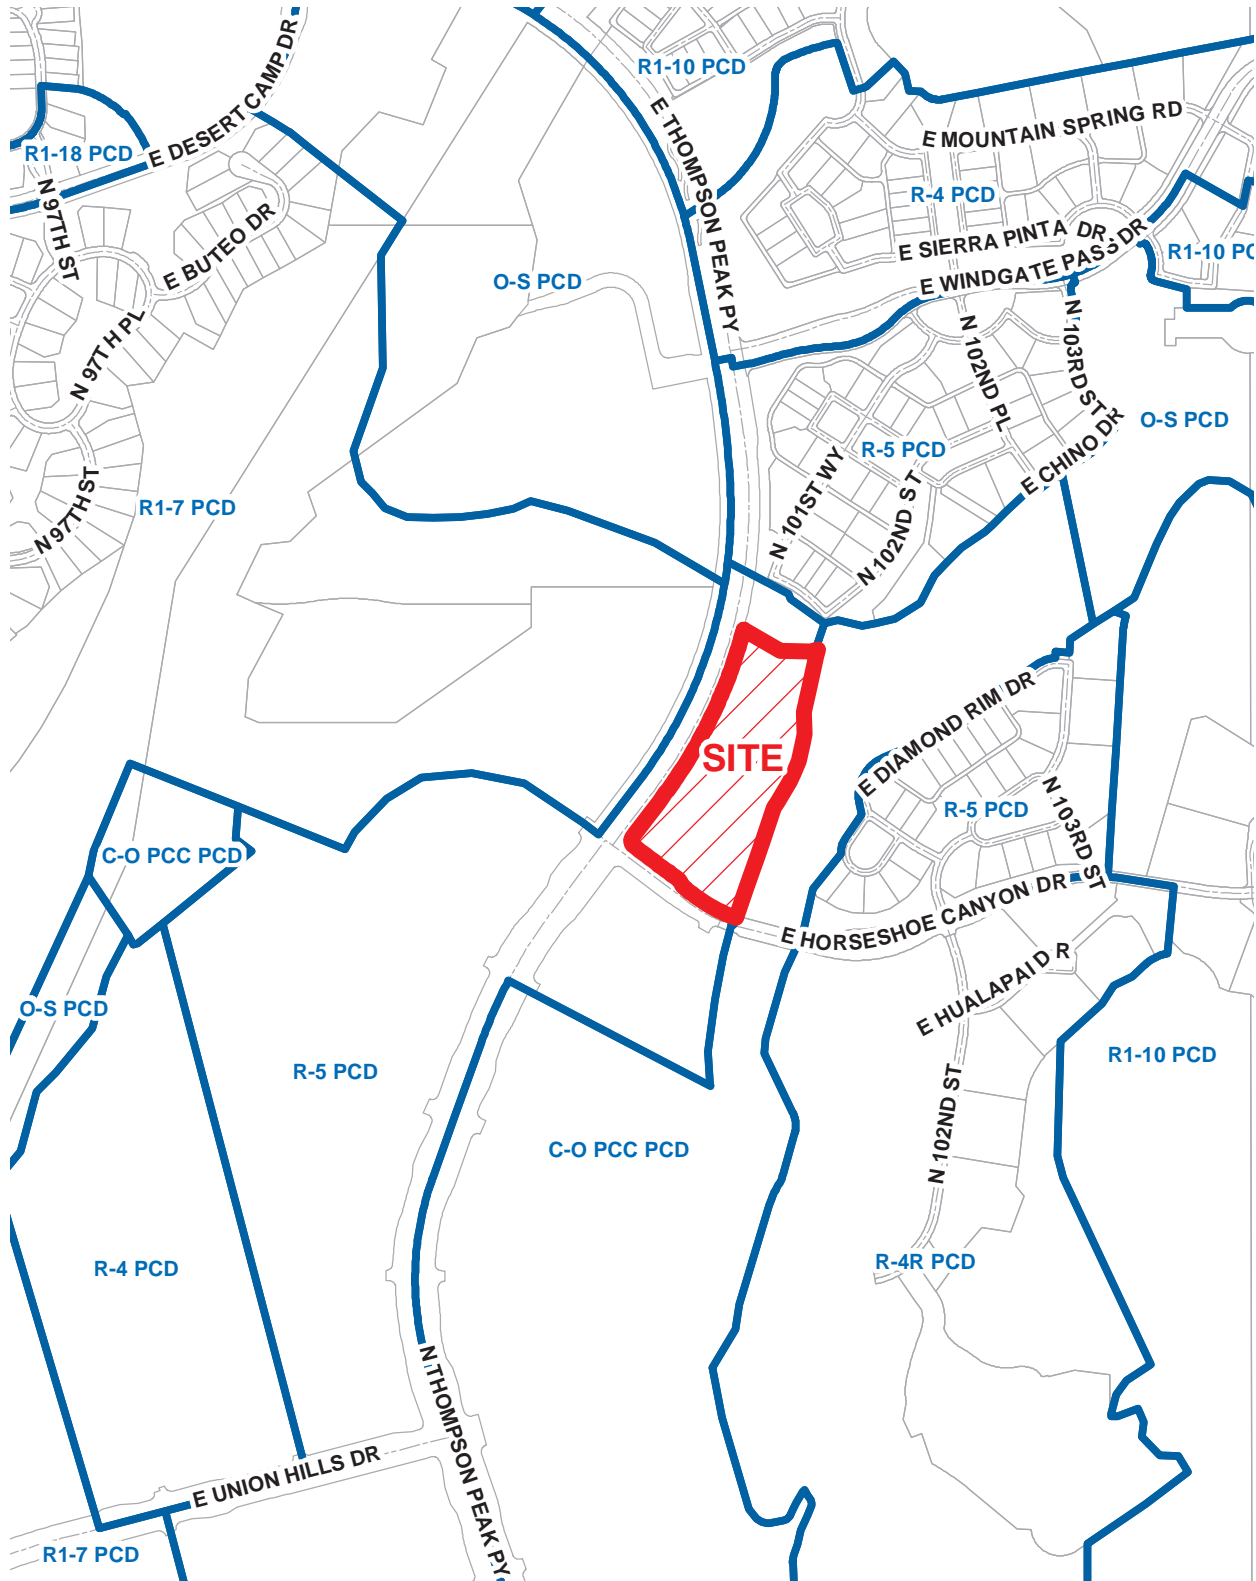 R1-10 PCD
E DESERT CAMP DR
E THOMPSON PEAK PY
E MOUNTAIN SPRING RD
R1-18 PCD
N 97TH ST
R-4 PCD
E BUTEO DR
E SIERRA PINTA DR
R1-10 PC
E WINDGATE PASS DR
O-S PCD
N 97TH PL
N 102ND PL
N 103RD ST
O-S PCD
E CHINO DR
R-5 PCD
N 97TH ST
R1-7 PCD
N 101ST WY
N 102ND ST
E DIAMOND RIM DR
SITE
R-5 PCD
N 103RD ST
C-O PCC PCD
E HORSESHOE CANYON DR
E HUALAPAI DR
O-S PCD
R-5 PCD
R1-10 PCD
N 102ND ST
C-O PCC PCD
R-4 PCD
R-4R PCD
N THOMPSON PEAK PY
E UNION HILLS DR
R1-7 PCD